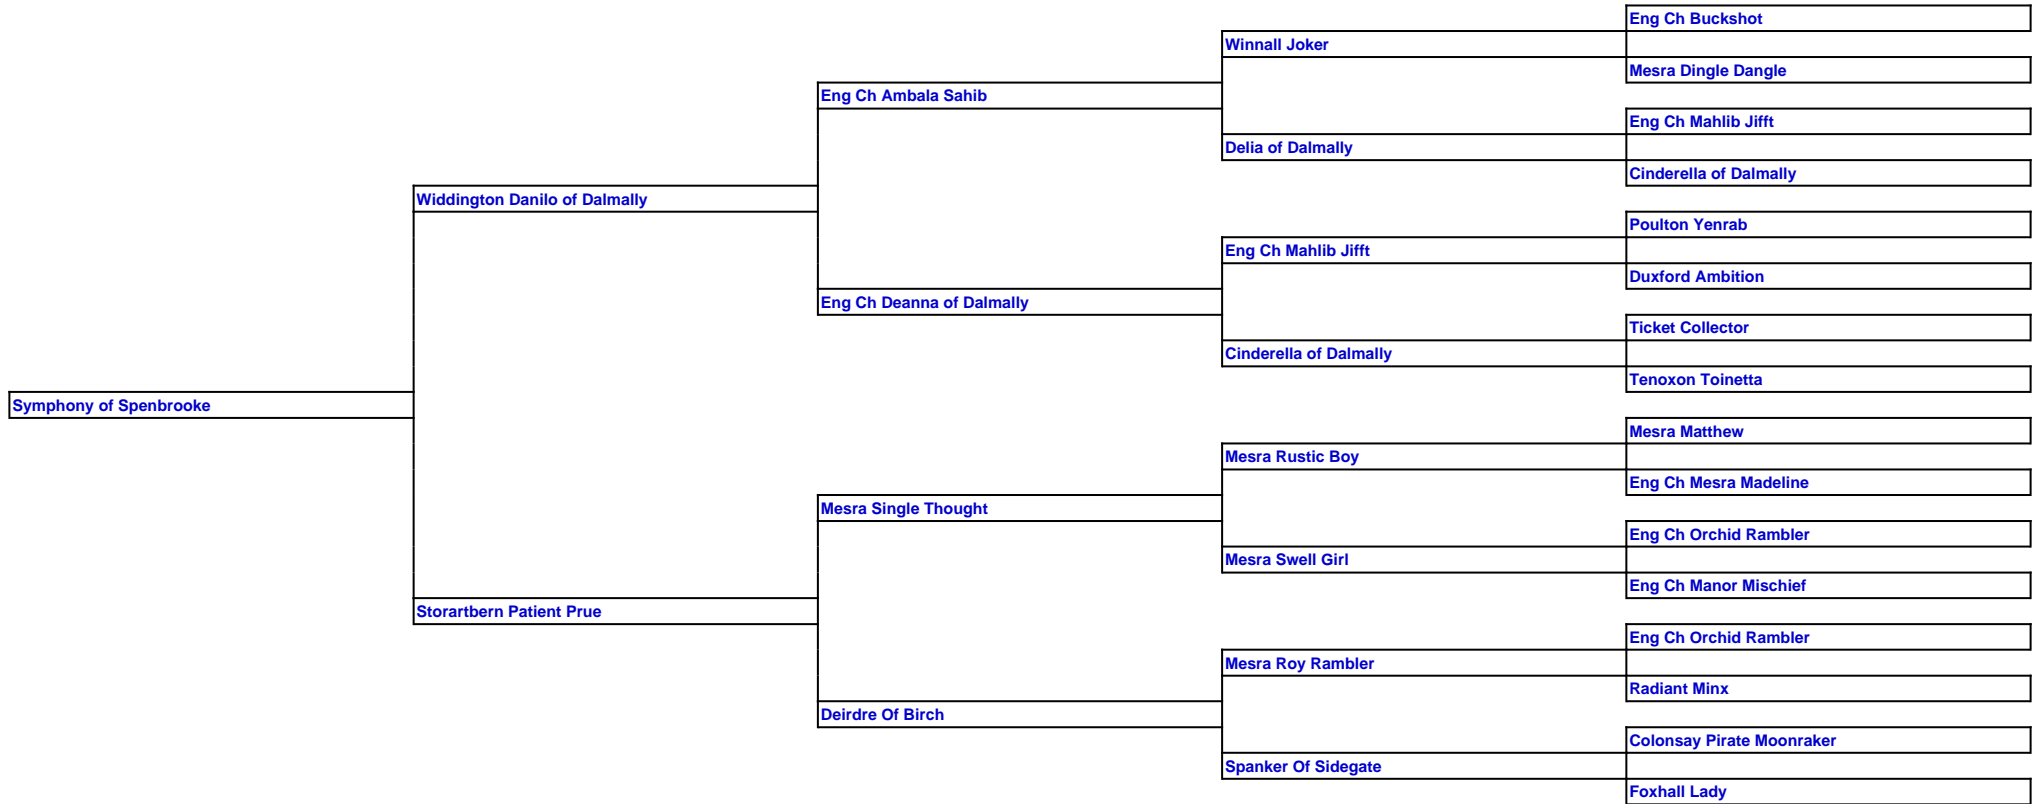 Eng Ch Buckshot
Winnall Joker
Mesra Dingle Dangle
Eng Ch Ambala Sahib
Eng Ch Mahlib Jifft
Delia of Dalmally
Cinderella of Dalmally
Widdington Danilo of Dalmally
Poulton Yenrab
Eng Ch Mahlib Jifft
Duxford Ambition
Eng Ch Deanna of Dalmally
Ticket Collector
Cinderella of Dalmally
Tenoxon Toinetta
Symphony of Spenbrooke
Mesra Matthew
Mesra Rustic Boy
Eng Ch Mesra Madeline
Mesra Single Thought
Eng Ch Orchid Rambler
Mesra Swell Girl
Eng Ch Manor Mischief
Storartbern Patient Prue
Eng Ch Orchid Rambler
Mesra Roy Rambler
Radiant Minx
Deirdre Of Birch
Colonsay Pirate Moonraker
Spanker Of Sidegate
Foxhall Lady